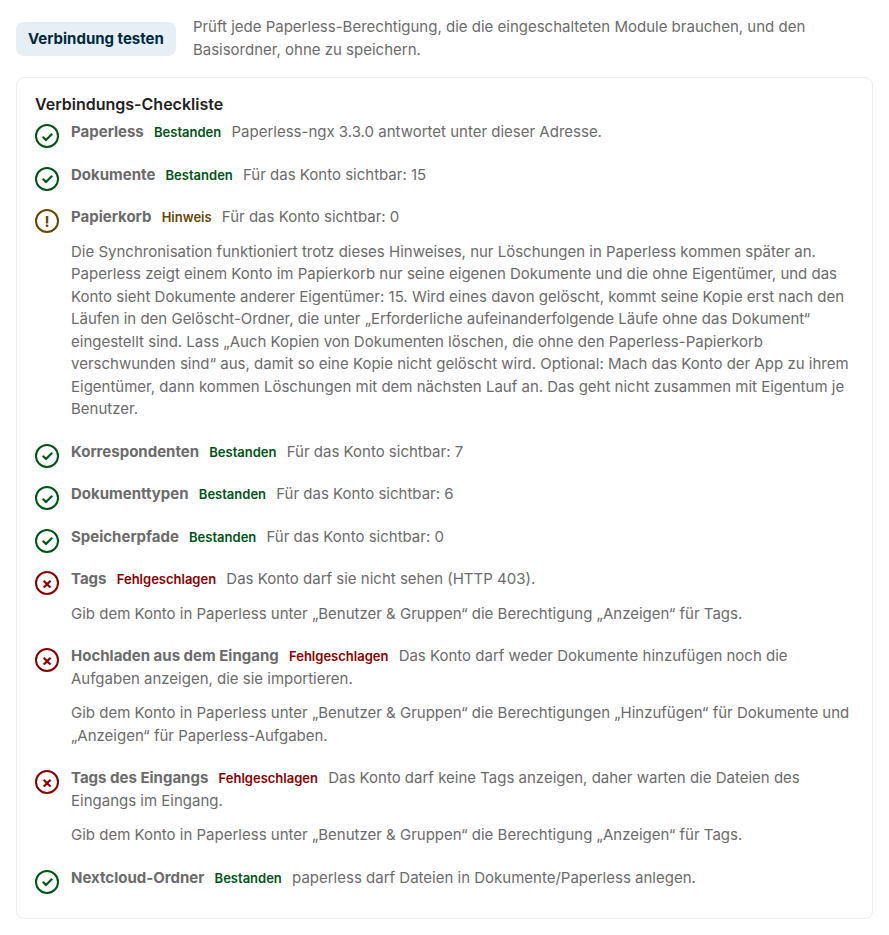 Verbindung testen
Prüft jede Paperless-Berechtigung, die die eingeschalteten Module brauchen, und den
Basisordner, ohne zu speichern.
Verbindungs-Checkliste
Paperless Bestanden Paperless-ngx 3.3.0 antwortet unter dieser Adresse.
Dokumente Bestanden Für das Konto sichtbar: 15
Papierkorb Hinweis Für das Konto sichtbar: 0
Die Synchronisation funktioniert trotz dieses Hinweises, nur Löschungen in Paperless kommen später an.
Paperless zeigt einem Konto im Papierkorb nur seine eigenen Dokumente und die ohne Eigentümer, und das
Konto sieht Dokumente anderer Eigentümer: 15. Wird eines davon gelöscht, kommt seine Kopie erst nach den
Läufen in den Gelöscht-Ordner, die unter „Erforderliche aufeinanderfolgende Läufe ohne das Dokument“
eingestellt sind. Lass „Auch Kopien von Dokumenten löschen, die ohne den Paperless-Papierkorb
verschwunden sind“ aus, damit so eine Kopie nicht gelöscht wird. Optional: Mach das Konto der App zu ihrem
Eigentümer, dann kommen Löschungen mit dem nächsten Lauf an. Das geht nicht zusammen mit Eigentum je
Benutzer.
Korrespondenten Bestanden Für das Konto sichtbar: 7
Dokumenttypen Bestanden Für das Konto sichtbar: 6
Speicherpfade Bestanden Für das Konto sichtbar: 0
Tags Fehlgeschlagen Das Konto darf sie nicht sehen (HTTP 403).
Gib dem Konto in Paperless unter „Benutzer & Gruppen“ die Berechtigung „Anzeigen“ für Tags.
Hochladen aus dem Eingang Fehlgeschlagen Das Konto darf weder Dokumente hinzufügen noch die
Aufgaben anzeigen, die sie importieren.
Gib dem Konto in Paperless unter „Benutzer & Gruppen“ die Berechtigungen „Hinzufügen“ für Dokumente und
„Anzeigen“ für Paperless-Aufgaben.
Tags des Eingangs Fehlgeschlagen Das Konto darf keine Tags anzeigen, daher warten die Dateien des
Eingangs im Eingang.
Gib dem Konto in Paperless unter „Benutzer & Gruppen“ die Berechtigung „Anzeigen“ für Tags.
Nextcloud-Ordner Bestanden paperless darf Dateien in Dokumente/Paperless anlegen.